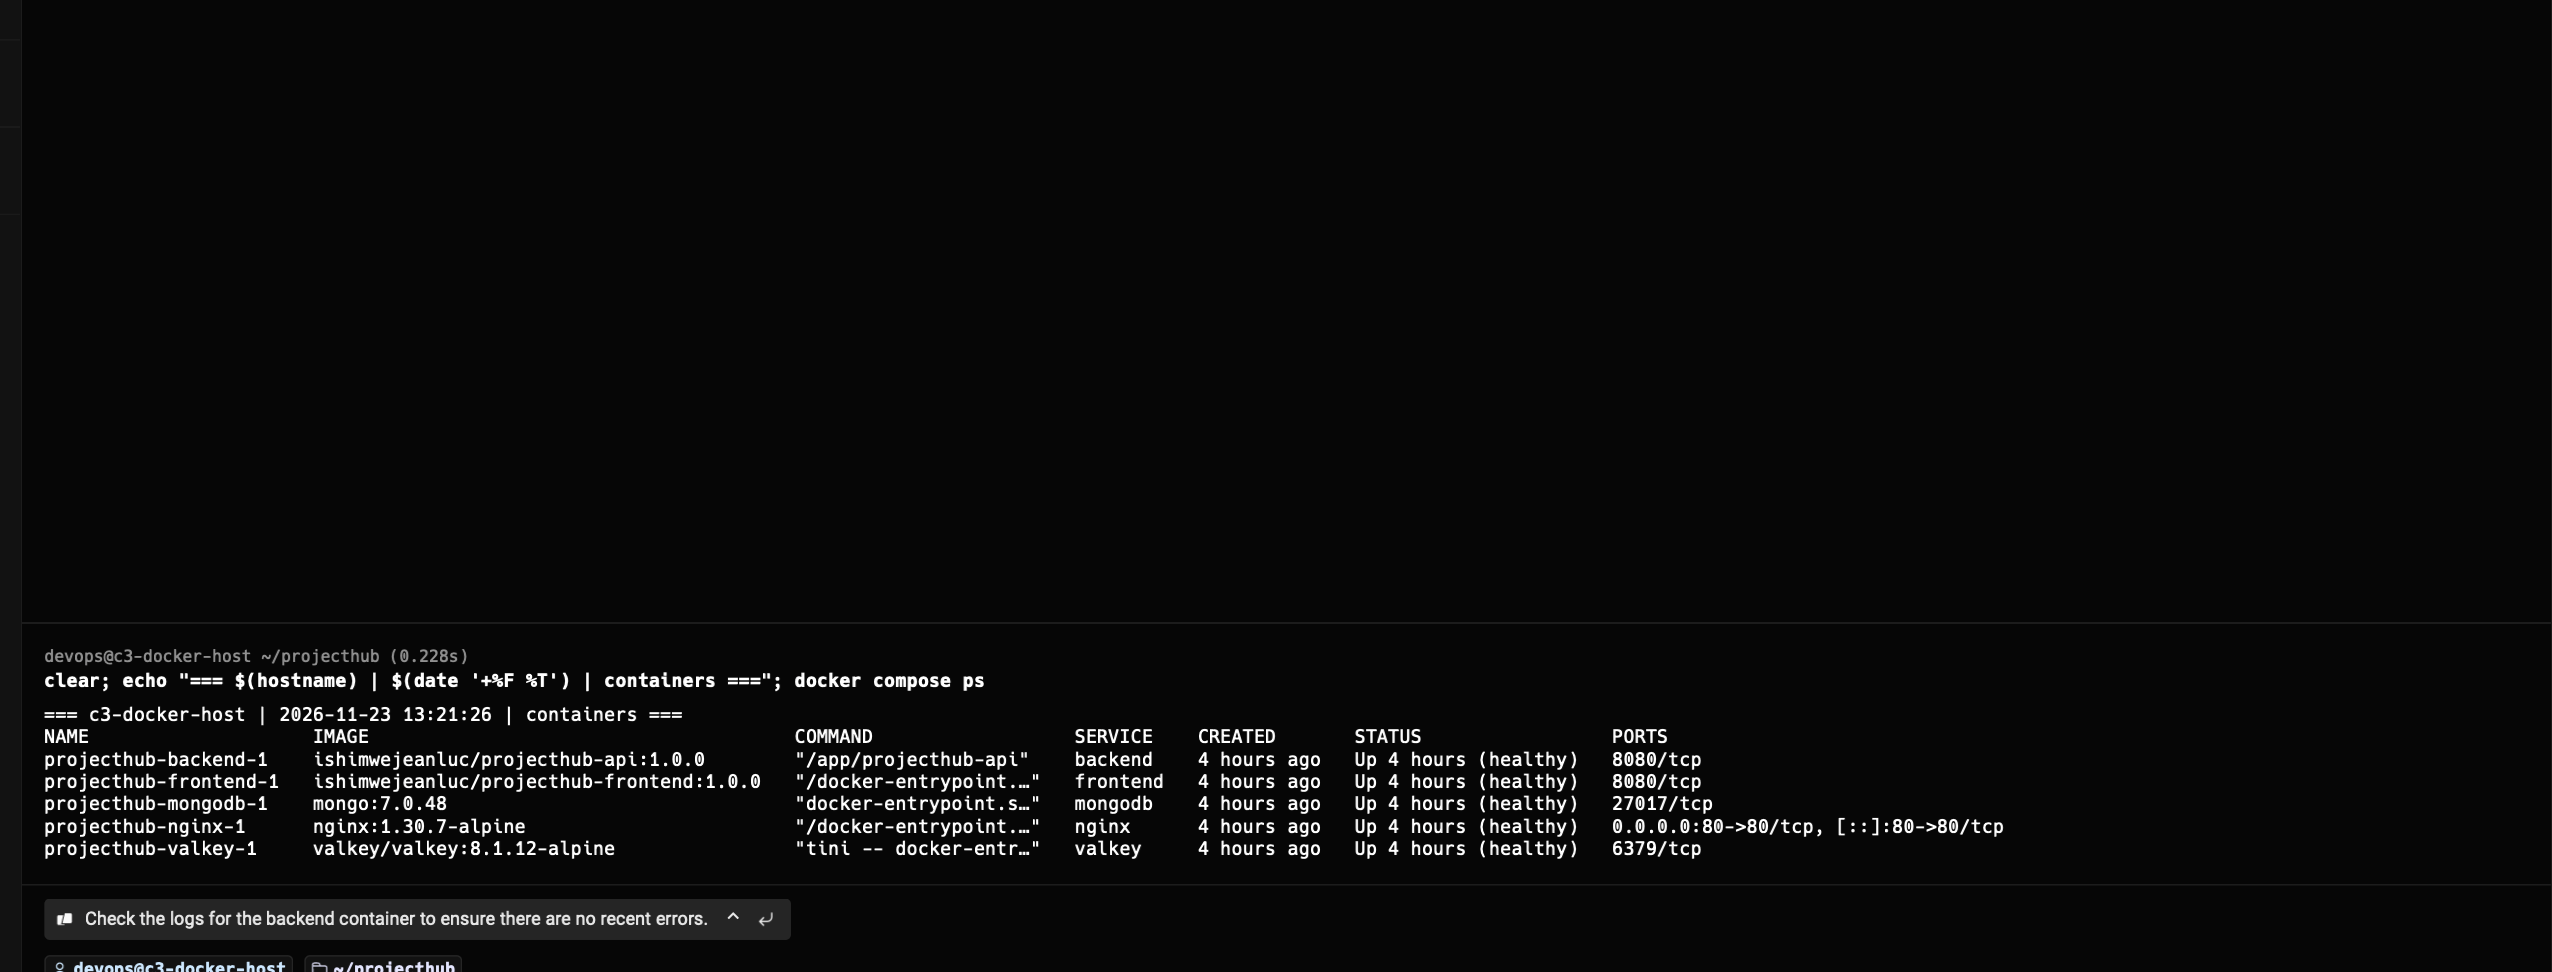 devops@c3-docker-host ~/projecthub (0.228s)
clear; echo "=== $(hostname) | $(date '+%F %T') | containers ==="; docker compose ps
=== c3-docker-host | 2026-11-23 13:21:26 | containers ===
NAME IMAGE COMMAND SERVICE CREATED STATUS PORTS
projecthub-backend-1 ishimwejeanluc/projecthub-api:1.0.0 "/app/projecthub-api" backend 4 hours ago Up 4 hours (healthy) 8080/tcp
projecthub-frontend-1 ishimwejeanluc/projecthub-frontend:1.0.0 "/docker-entrypoint.…" frontend 4 hours ago Up 4 hours (healthy) 8080/tcp
projecthub-mongodb-1 mongo:7.0.48 "docker-entrypoint.s…" mongodb 4 hours ago Up 4 hours (healthy) 27017/tcp
projecthub-nginx-1 nginx:1.30.7-alpine "/docker-entrypoint.…" nginx 4 hours ago Up 4 hours (healthy) 0.0.0.0:80->80/tcp, [::]:80->80/tcp
projecthub-valkey-1 valkey/valkey:8.1.12-alpine "tini -- docker-entr…" valkey 4 hours ago Up 4 hours (healthy) 6379/tcp
Check the logs for the backend container to ensure there are no recent errors.
devops@c3-docker-host ~/projecthub